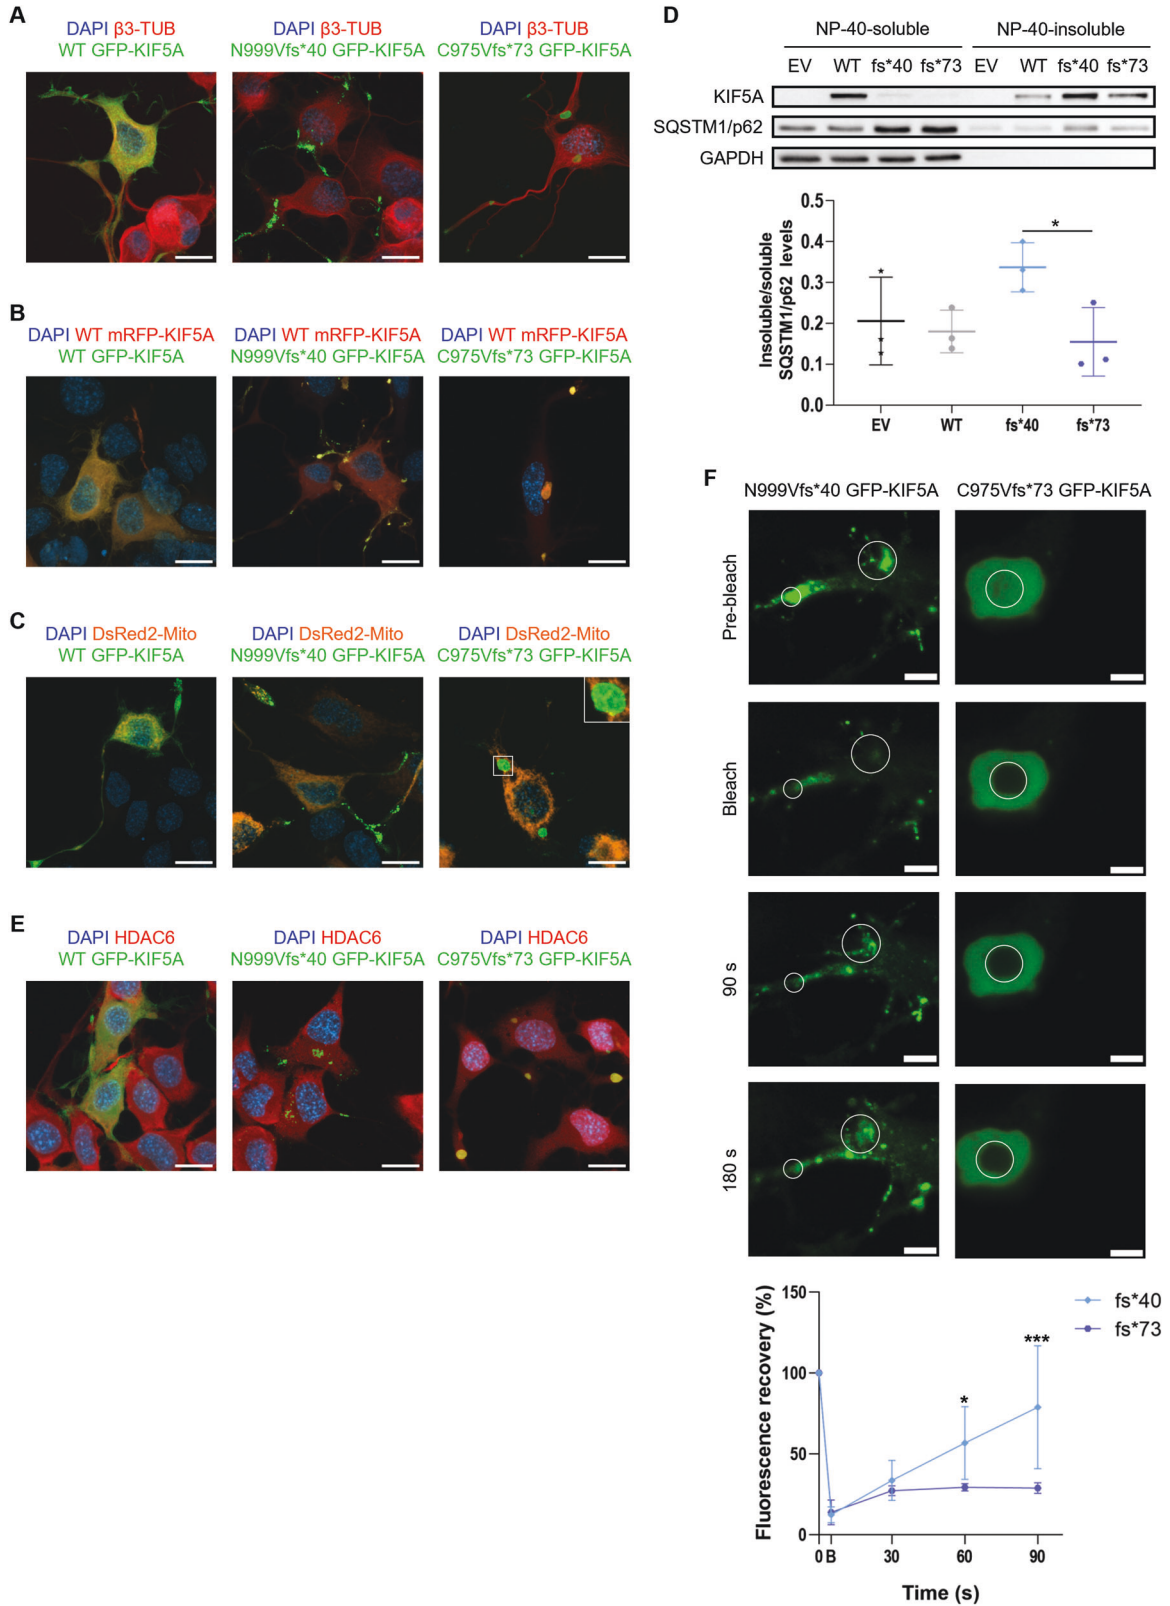 A
DAPI β3-TUB
WT GFP-KIF5A
DAPI β3-TUB
N999Vfs*40 GFP-KIF5A
DAPI β3-TUB
C975Vfs*73 GFP-KIF5A
B
DAPI WT mRFP-KIF5A
WT GFP-KIF5A
DAPI WT mRFP-KIF5A
N999Vfs*40 GFP-KIF5A
DAPI WT mRFP-KIF5A
C975Vfs*73 GFP-KIF5A
C
DAPI DsRed2-Mito
WT GFP-KIF5A
DAPI DsRed2-Mito
N999Vfs*40 GFP-KIF5A
DAPI DsRed2-Mito
C975Vfs*73 GFP-KIF5A
E
DAPI HDAC6
WT GFP-KIF5A
DAPI HDAC6
N999Vfs*40 GFP-KIF5A
DAPI HDAC6
C975Vfs*73 GFP-KIF5A
D
NP-40-soluble NP-40-insoluble
EV WT fs*40 fs*73 EV WT fs*40 fs*73
KIF5A
SQSTM1/p62
GAPDH
Insoluble/soluble
SQSTM1/p62 levels
0.5
0.4
0.3
0.2
0.1
0.0
*
EV WT fs*40 fs*73
F
N999Vfs*40 GFP-KIF5A C975Vfs*73 GFP-KIF5A
Pre-bleach
Bleach
90 s
180 s
Fluorescence recovery (%)
150
100
50
0
*
***
fs*40
fs*73
0 B 30 60 90
Time (s)